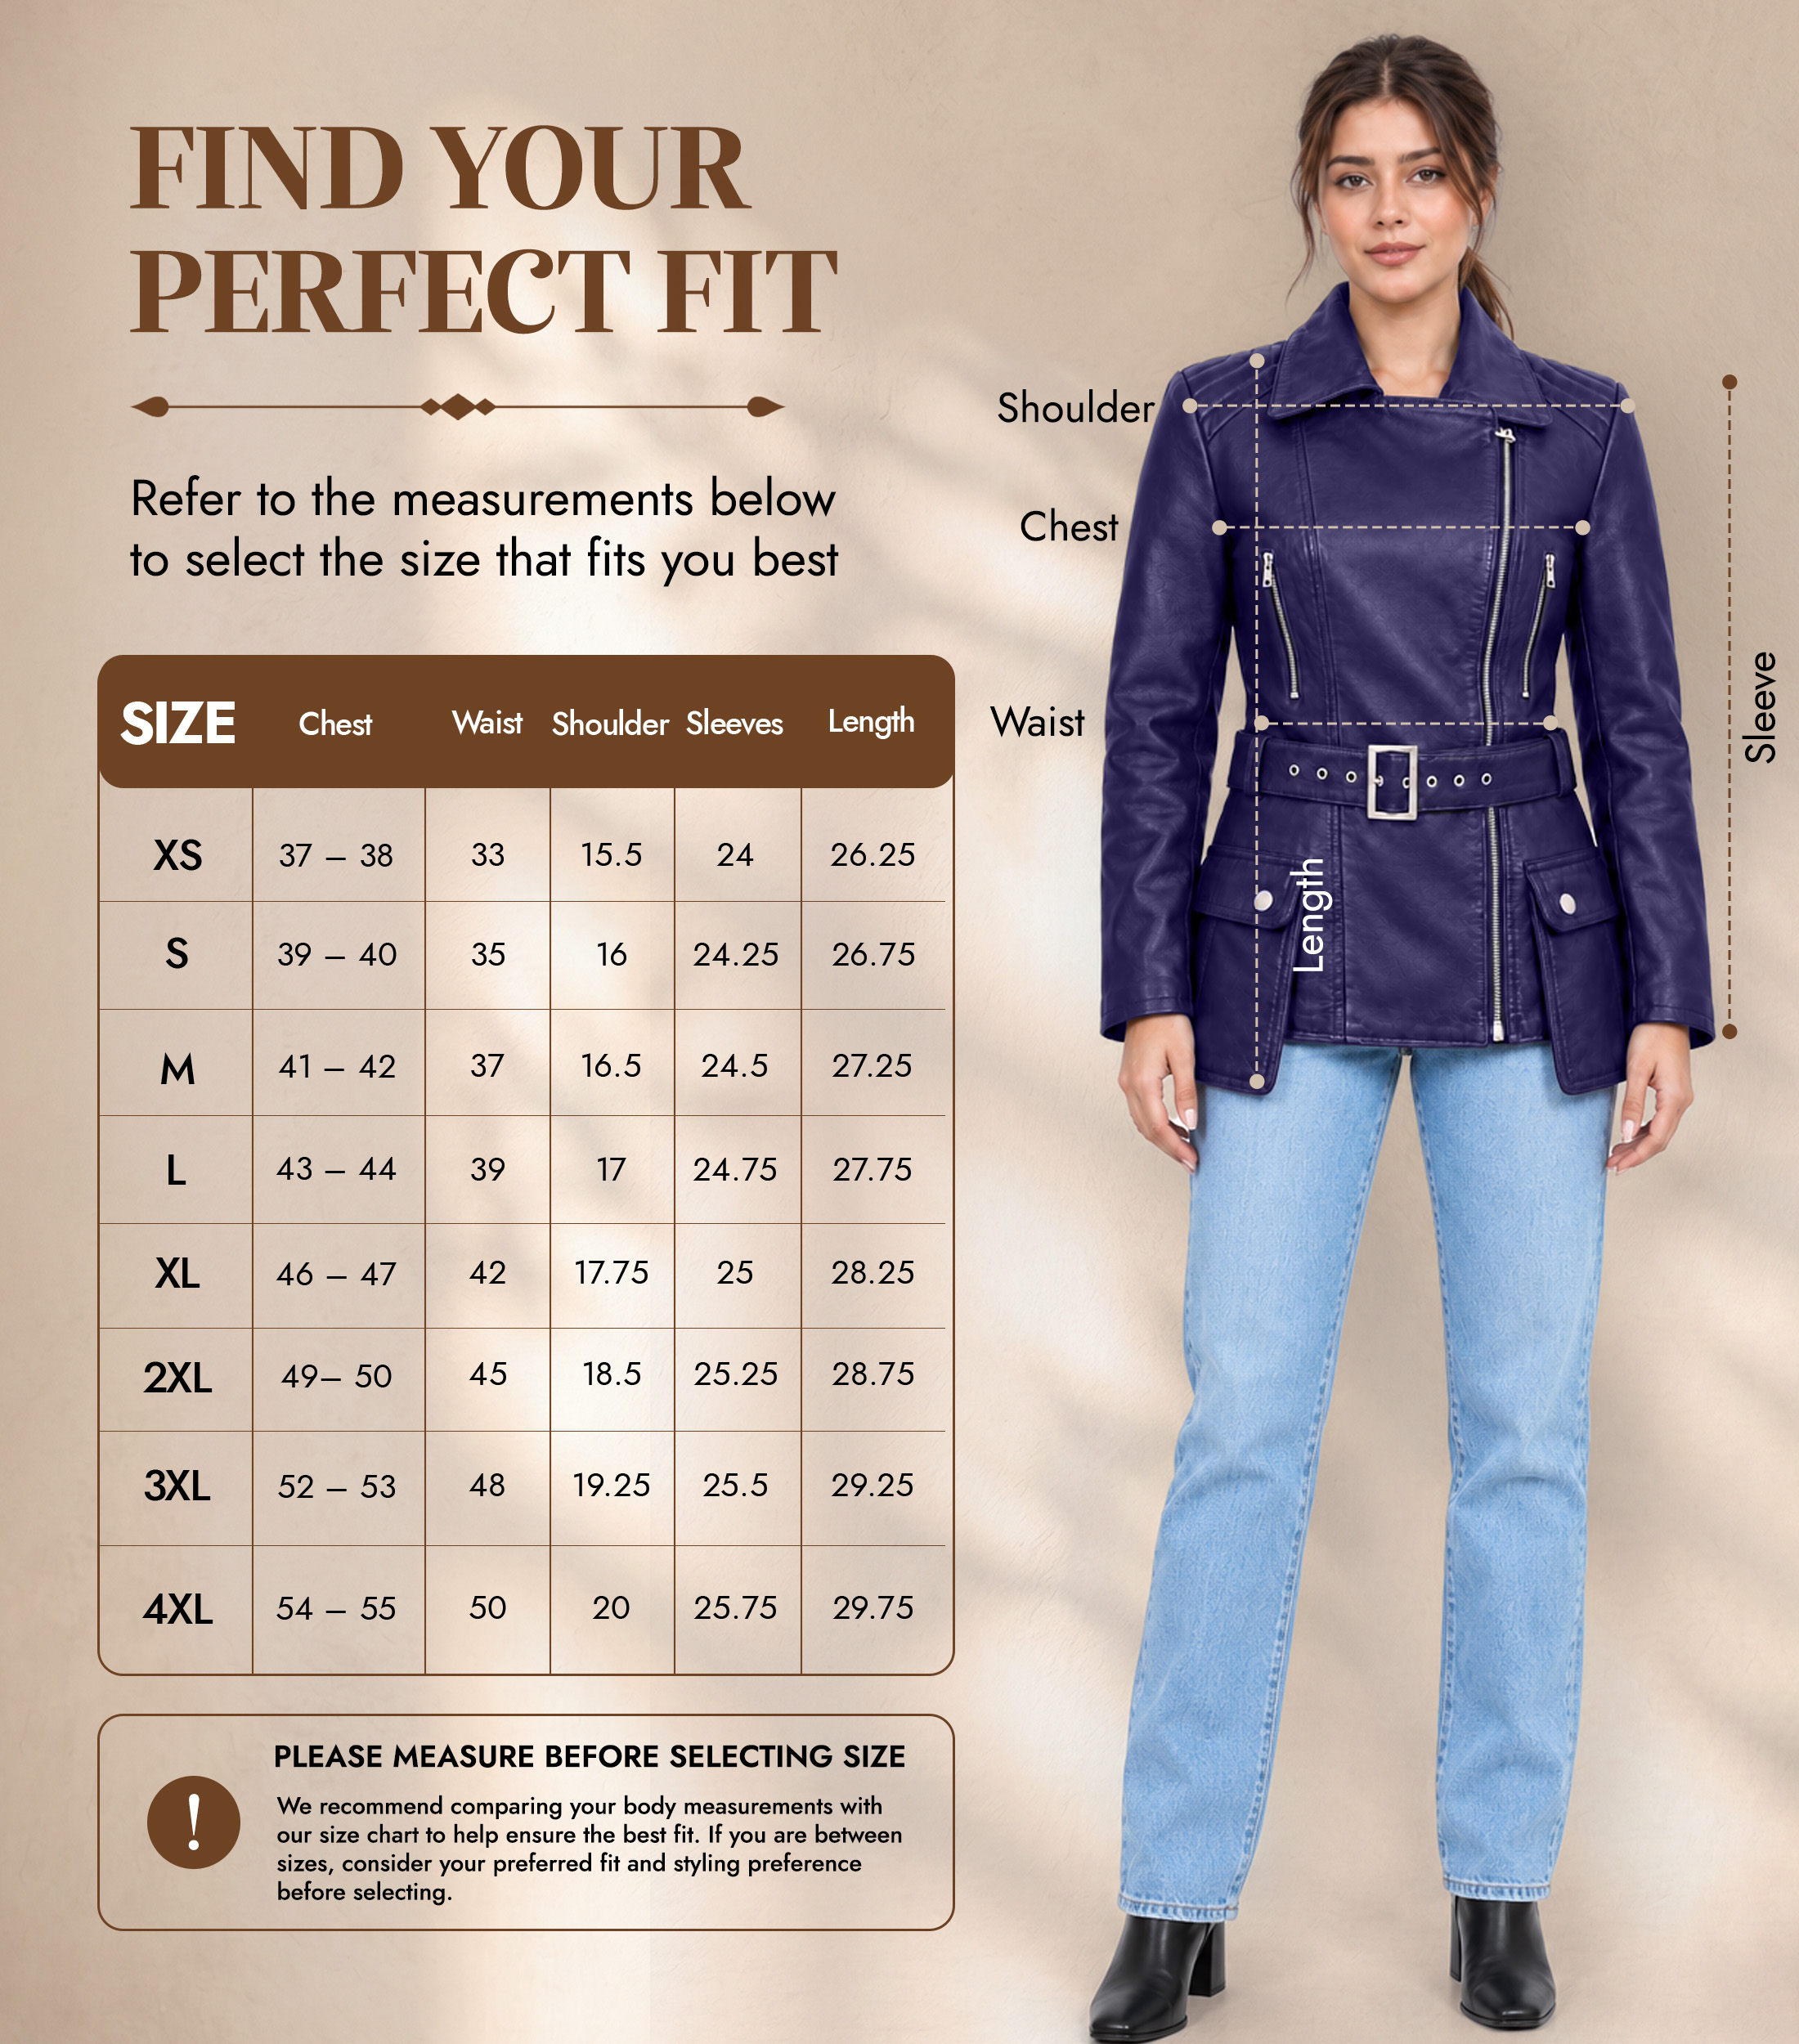 FIND YOUR
PERFECT FIT
Refer to the measurements below
to select the size that fits you best
SIZE Chest Waist Shoulder Sleeves Length
XS 37 – 38 33 15.5 24 26.25
S 39 – 40 35 16 24.25 26.75
M 41 – 42 37 16.5 24.5 27.25
L 43 – 44 39 17 24.75 27.75
XL 46 – 47 42 17.75 25 28.25
2XL 49– 50 45 18.5 25.25 28.75
3XL 52 – 53 48 19.25 25.5 29.25
4XL 54 – 55 50 20 25.75 29.75
!
PLEASE MEASURE BEFORE SELECTING SIZE
We recommend comparing your body measurements with
our size chart to help ensure the best fit. If you are between
sizes, consider your preferred fit and styling preference
before selecting.
Shoulder
Chest
Waist
Length
Sleeve